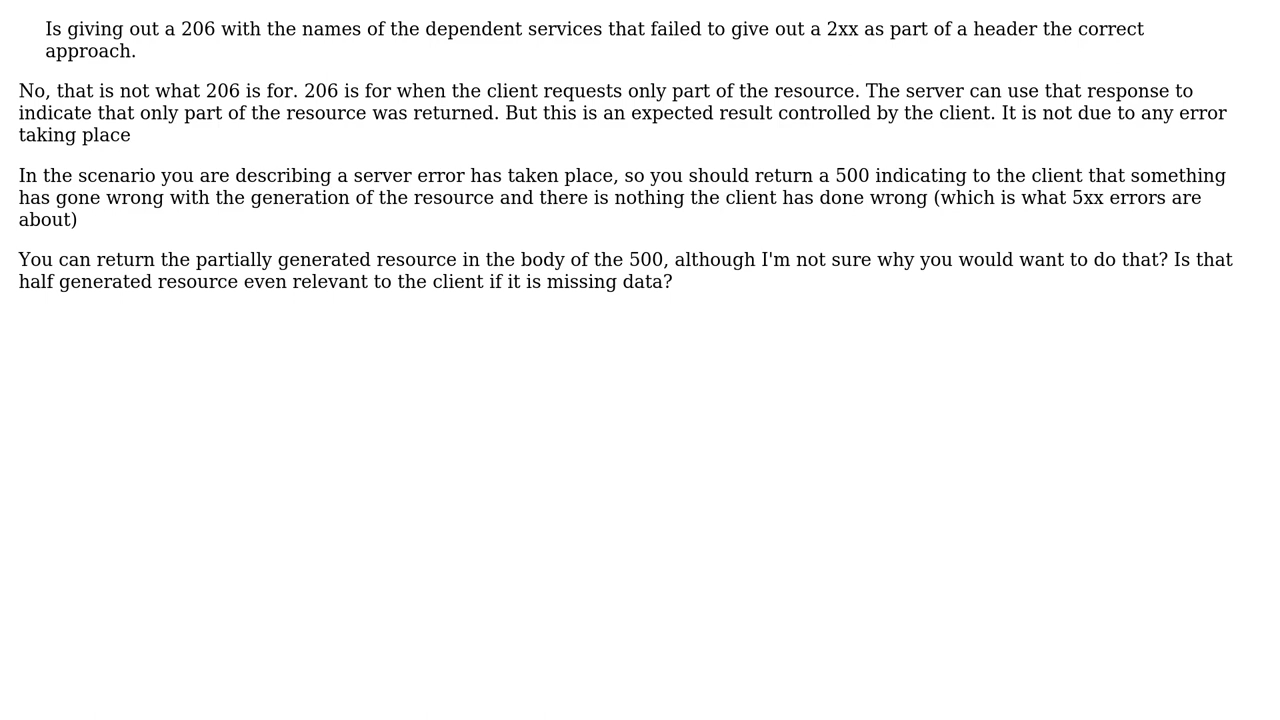 Is giving out a 206 with the names of the dependent services that failed to give out a 2xx as part of a header the correct
approach.
No, that is not what 206 is for. 206 is for when the client requests only part of the resource. The server can use that response to
indicate that only part of the resource was returned. But this is an expected result controlled by the client. It is not due to any error
taking place
In the scenario you are describing a server error has taken place, so you should return a 500 indicating to the client that something
has gone wrong with the generation of the resource and there is nothing the client has done wrong (which is what 5xx errors are
about)
You can return the partially generated resource in the body of the 500, although I'm not sure why you would want to do that? Is that
half generated resource even relevant to the client if it is missing data?